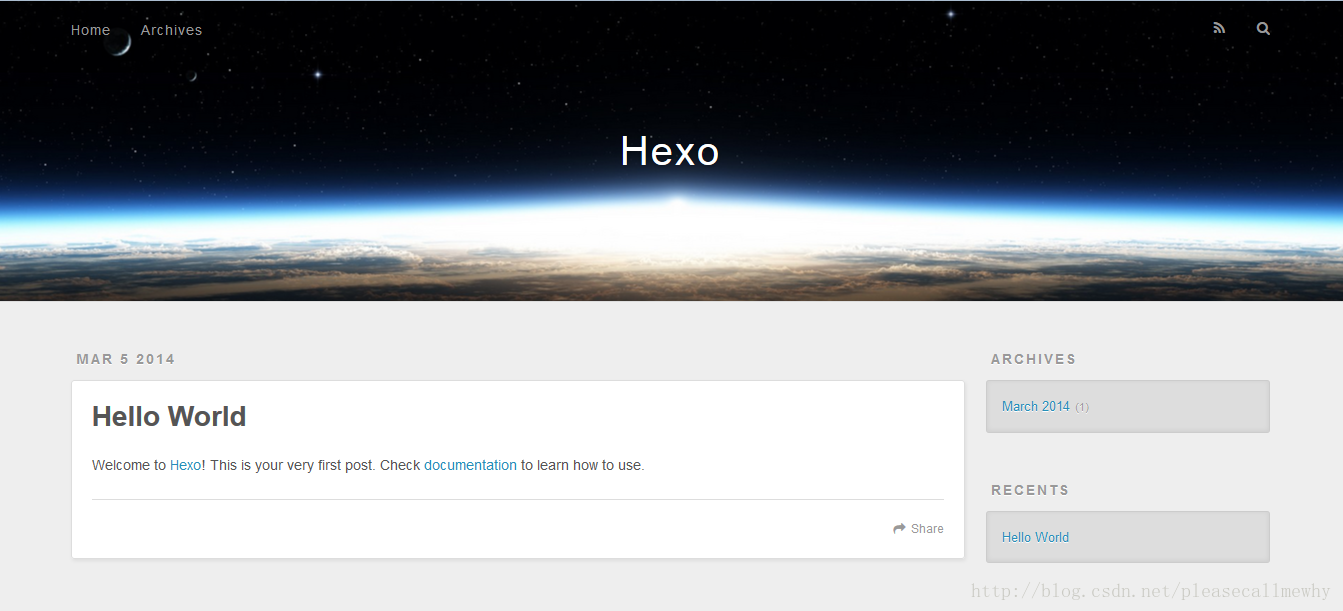 Home Archives
Hexo
MAR 5 2014
Hello World
Welcome to Hexo! This is your very first post. Check documentation to learn how to use.
Share
ARCHIVES
March 2014 (1)
RECENTS
Hello World
http://blog.csdn.net/pleasecallmewhy